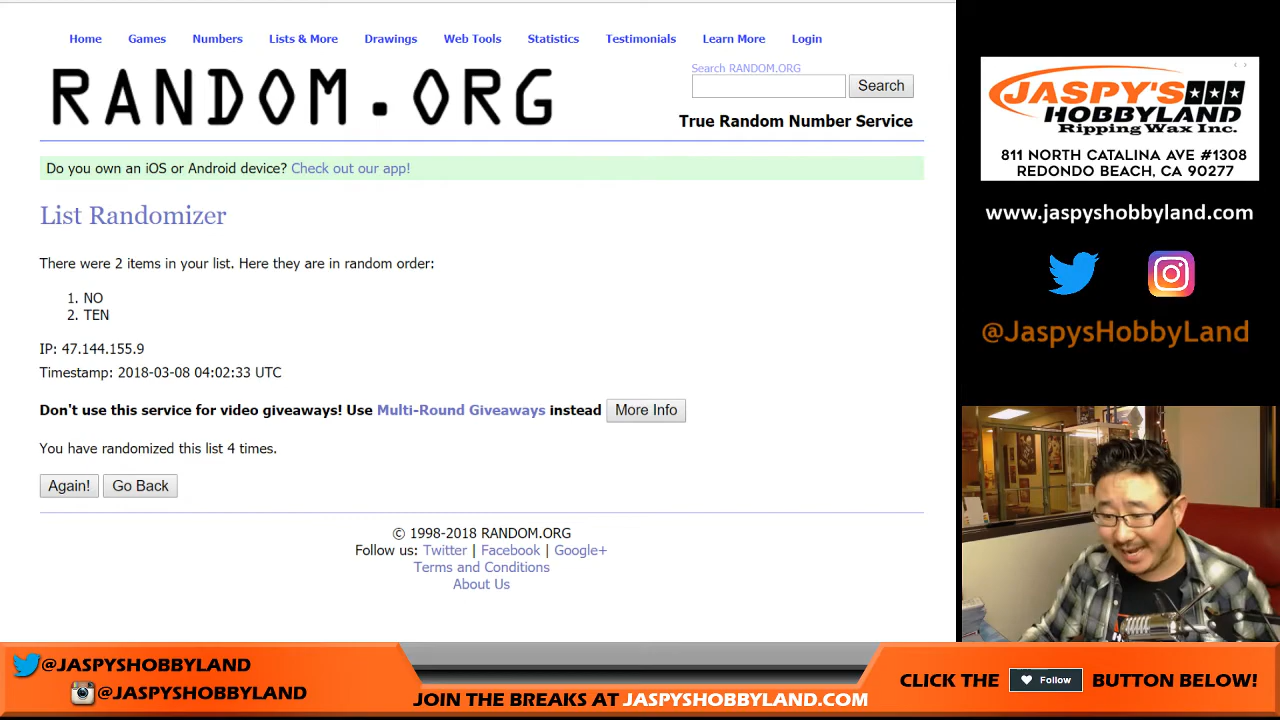 Home Games Numbers Lists & More Drawings Web Tools Statistics Testimonials Learn More Login
RANDOM.ORG
Search RANDOM.ORG
Search
True Random Number Service
Do you own an iOS or Android device? Check out our app!
List Randomizer
There were 2 items in your list. Here they are in random order:
1. NO
2. TEN
IP: 47.144.155.9
Timestamp: 2018-03-08 04:02:33 UTC
Don't use this service for video giveaways! Use Multi-Round Giveaways instead More Info
You have randomized this list 4 times.
Again! Go Back
© 1998-2018 RANDOM.ORG
Follow us: Twitter | Facebook | Google+
Terms and Conditions
About Us
JASPY'S
HOBBYLAND
Ripping Wax Inc.
811 NORTH CATALINA AVE #1308
REDONDO BEACH, CA 90277
www.jaspyshobbyland.com
@JaspysHobbyLand
@JASPYSHOBBYLAND
@JASPYSHOBBYLAND
JOIN THE BREAKS AT JASPYSHOBBYLAND.COM
CLICK THE Follow BUTTON BELOW!